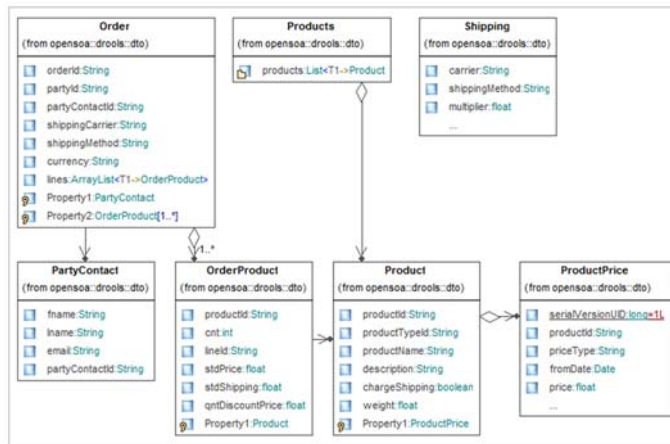 Order
(from opensoa::drools::dto)
orderId:String
partyId:String
partyContactId:String
shippingCarrier:String
shippingMethod:String
currency:String
lines:ArrayList<T1->OrderProduct>
Property1:PartyContact
Property2:OrderProduct[1..*]
Products
(from opensoa::drools::dto)
products:List<T1->Product
Shipping
(from opensoa::drools::dto)
carrier:String
shippingMethod:String
multiplier:float
...
1..*
PartyContact
(from opensoa::drools::dto)
fname:String
lname:String
email:String
partyContactId:String
OrderProduct
(from opensoa::drools::dto)
productId:String
cnt:int
lineId:String
stdPrice:float
stdShipping:float
qntDiscountPrice:float
Property1:Product
Product
(from opensoa::drools::dto)
productId:String
productTypeId:String
productName:String
description:String
chargeShipping:boolean
weight:float
Property1:ProductPrice
ProductPrice
(from opensoa::drools::dto)
serialVersionUID:long=1L
productId:String
priceType:String
fromDate:Date
price:float
...